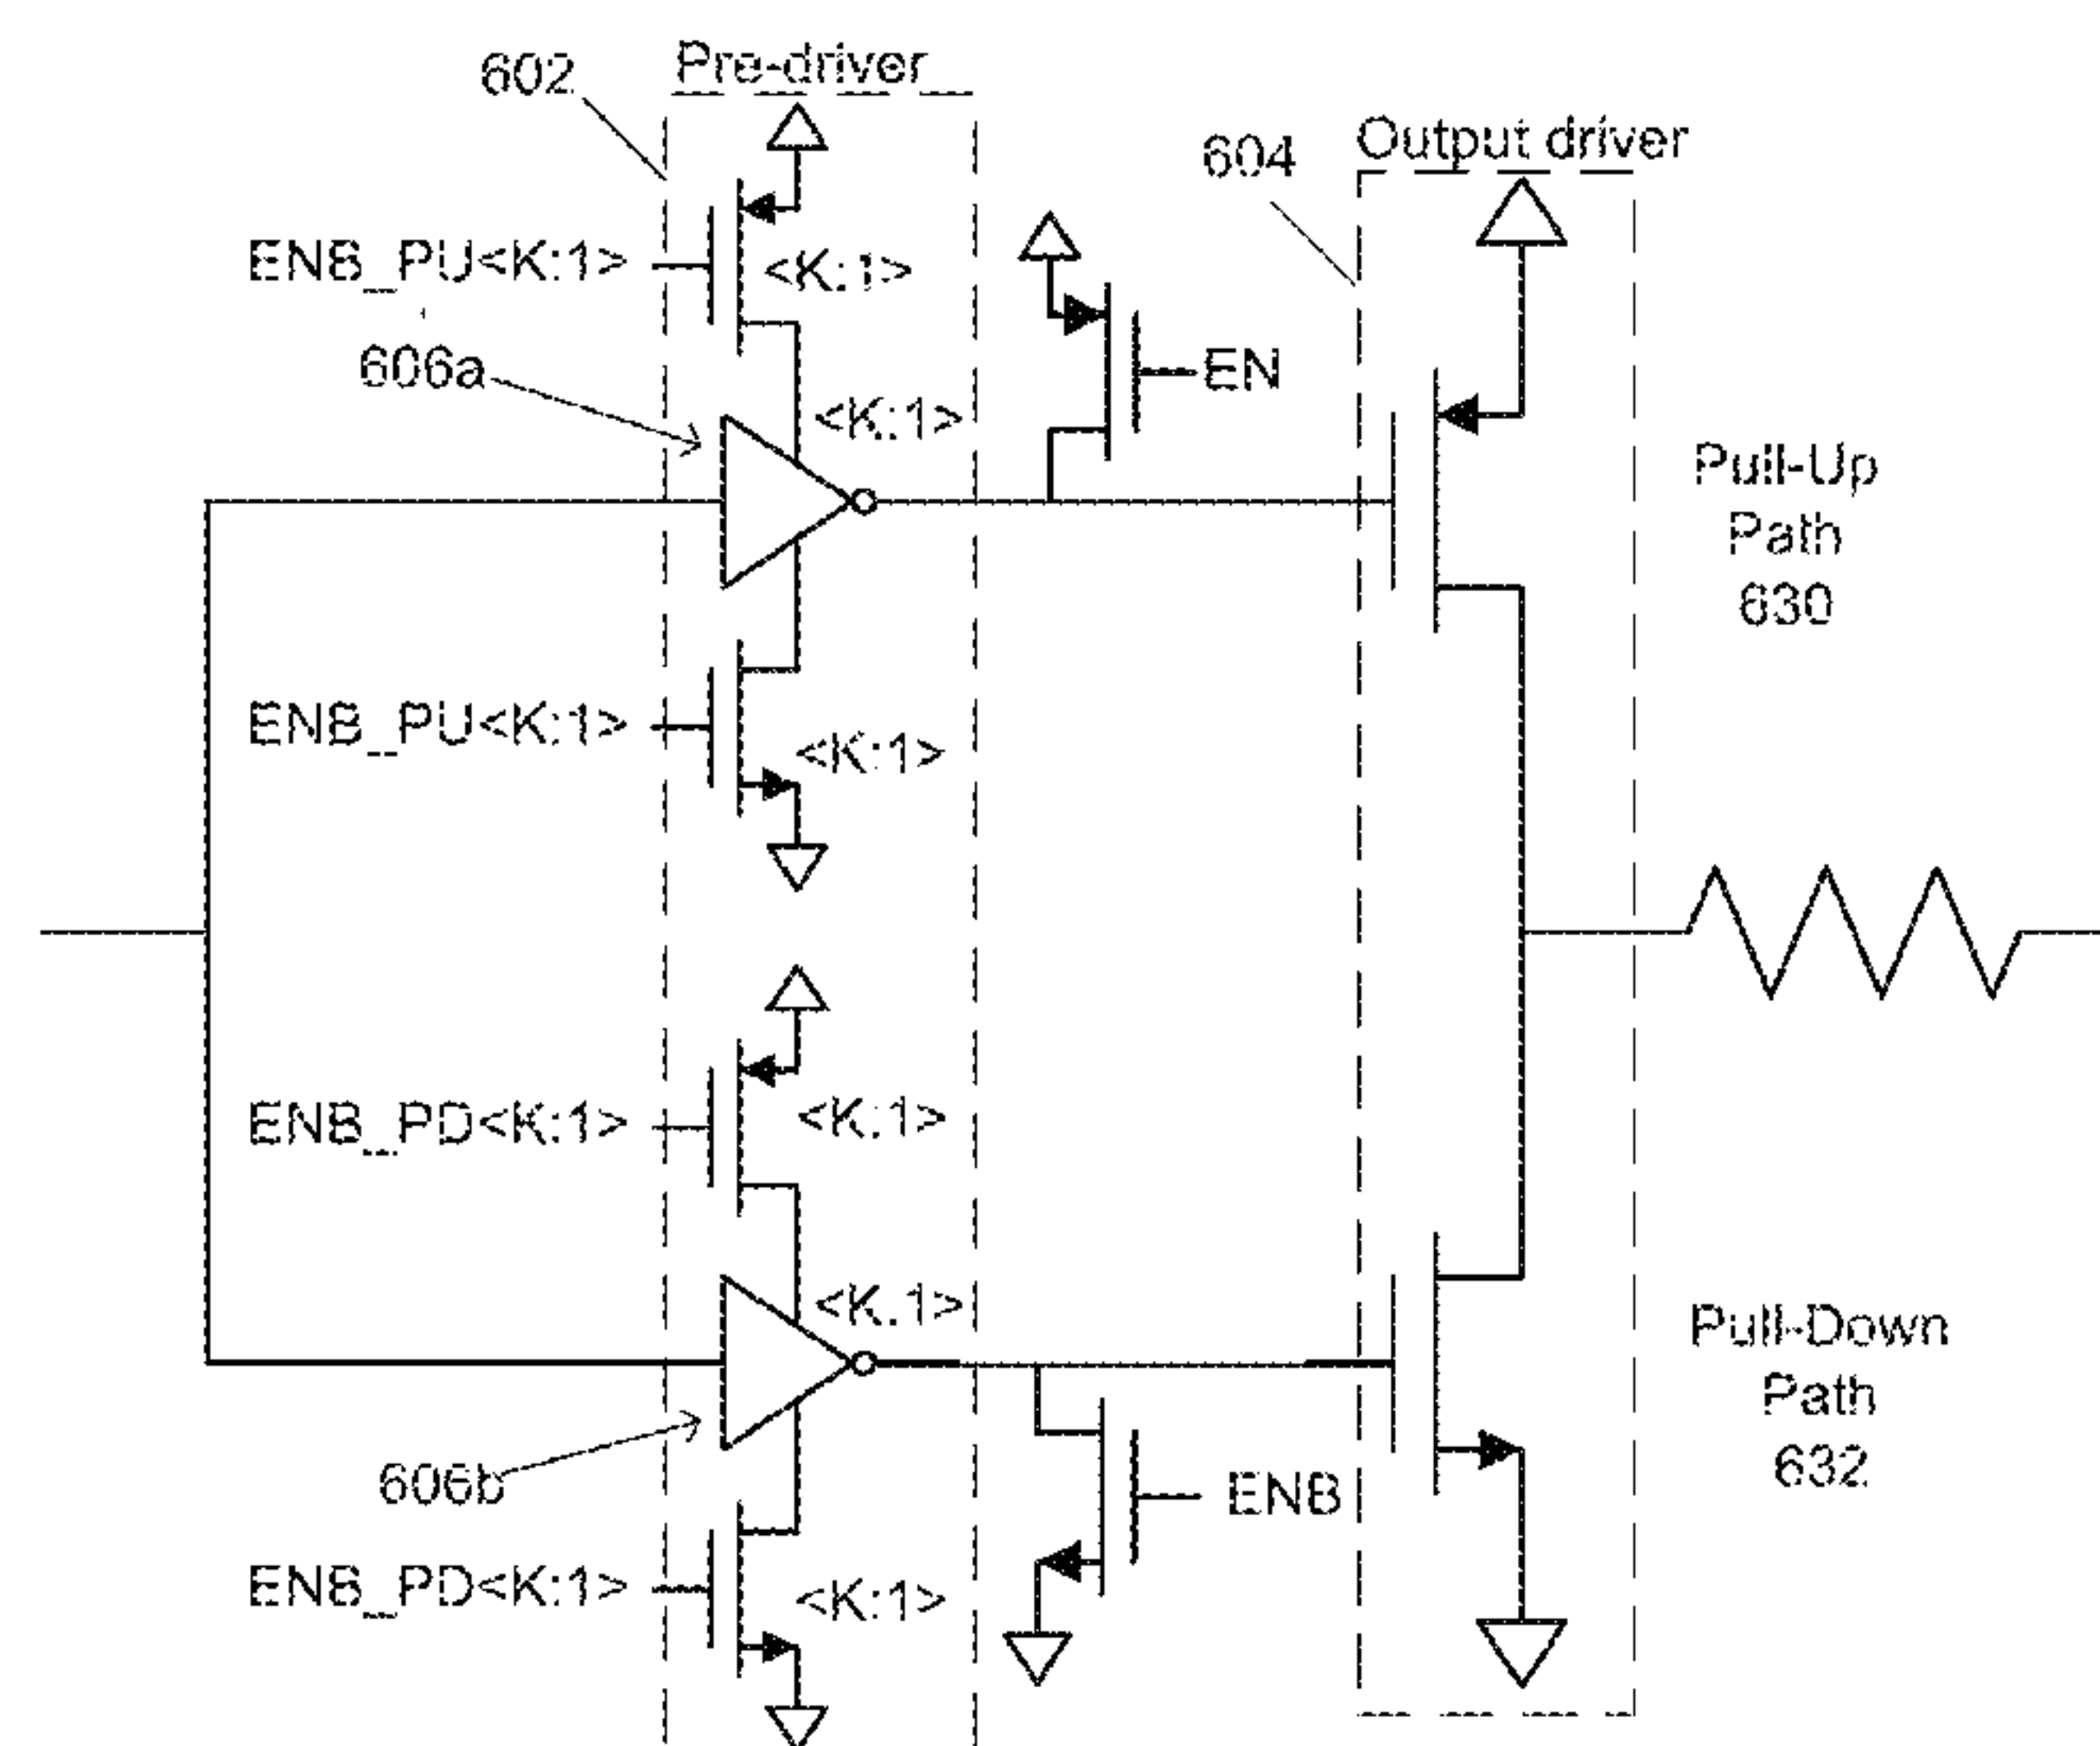 602
Pre-driver
604
Output driver
ENB_PU<K:1>
<K:1>
606a
EN
<K:1>
Pull-Up
Path
630
ENB_PU<K:1>
<K:1>
ENB_PD<K:1>
<K:1>
<K:1>
Pull-Down
Path
632
606b
ENB
ENB_PD<K:1>
<K:1>